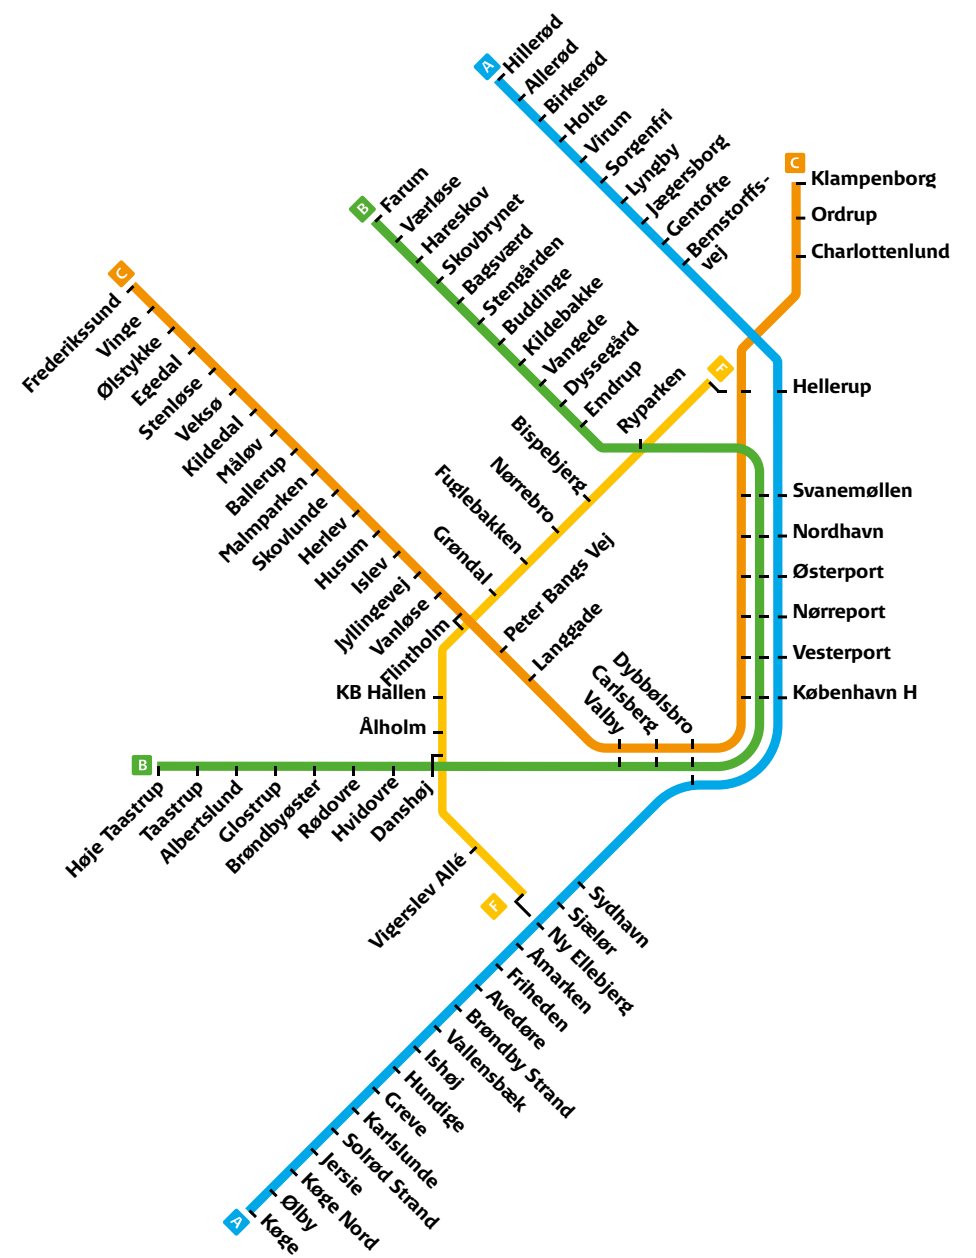 A
Hillerød
Allerød
Birkerød
Holte
Virum
Sorgenfri
Lyngby
Jægersborg
Gentofte
Bernstorffs-
vej
C
Klampenborg
Ordrup
Charlottenlund
B
Farum
Værløse
Hareskov
Skovbrynet
Bagsværd
Stengården
Buddinge
Kildebakke
Vangede
Dyssegård
Emdrup
Ryparken
C
Frederikssund
Vinge
Ølstykke
Egedal
Stenløse
Veksø
Kildedal
Måløv
Ballerup
Malmparken
Skovlunde
Herlev
Husum
Islev
Jyllingevej
Vanløse
Flintholm
Peter Bangs Vej
Langgade
Valby
Carlsberg
Dybbølsbro
F
Hellerup
Bispebjerg
Nørrebro
Fuglebakken
Grøndal
KB Hallen
Ålholm
Svanemøllen
Nordhavn
Østerport
Nørreport
Vesterport
København H
B
Høje Taastrup
Taastrup
Albertslund
Glostrup
Brøndbyøster
Rødovre
Hvidovre
Danshøj
Vigerslev Allé
F
Sydhavn
Sjælør
Ny Ellebjerg
Åmarken
Friheden
Avedøre
Brøndby Strand
Vallensbæk
Ishøj
Hundige
Greve
Karlslunde
Solrød Strand
Jersie
Køge Nord
Ølby
Køge
A